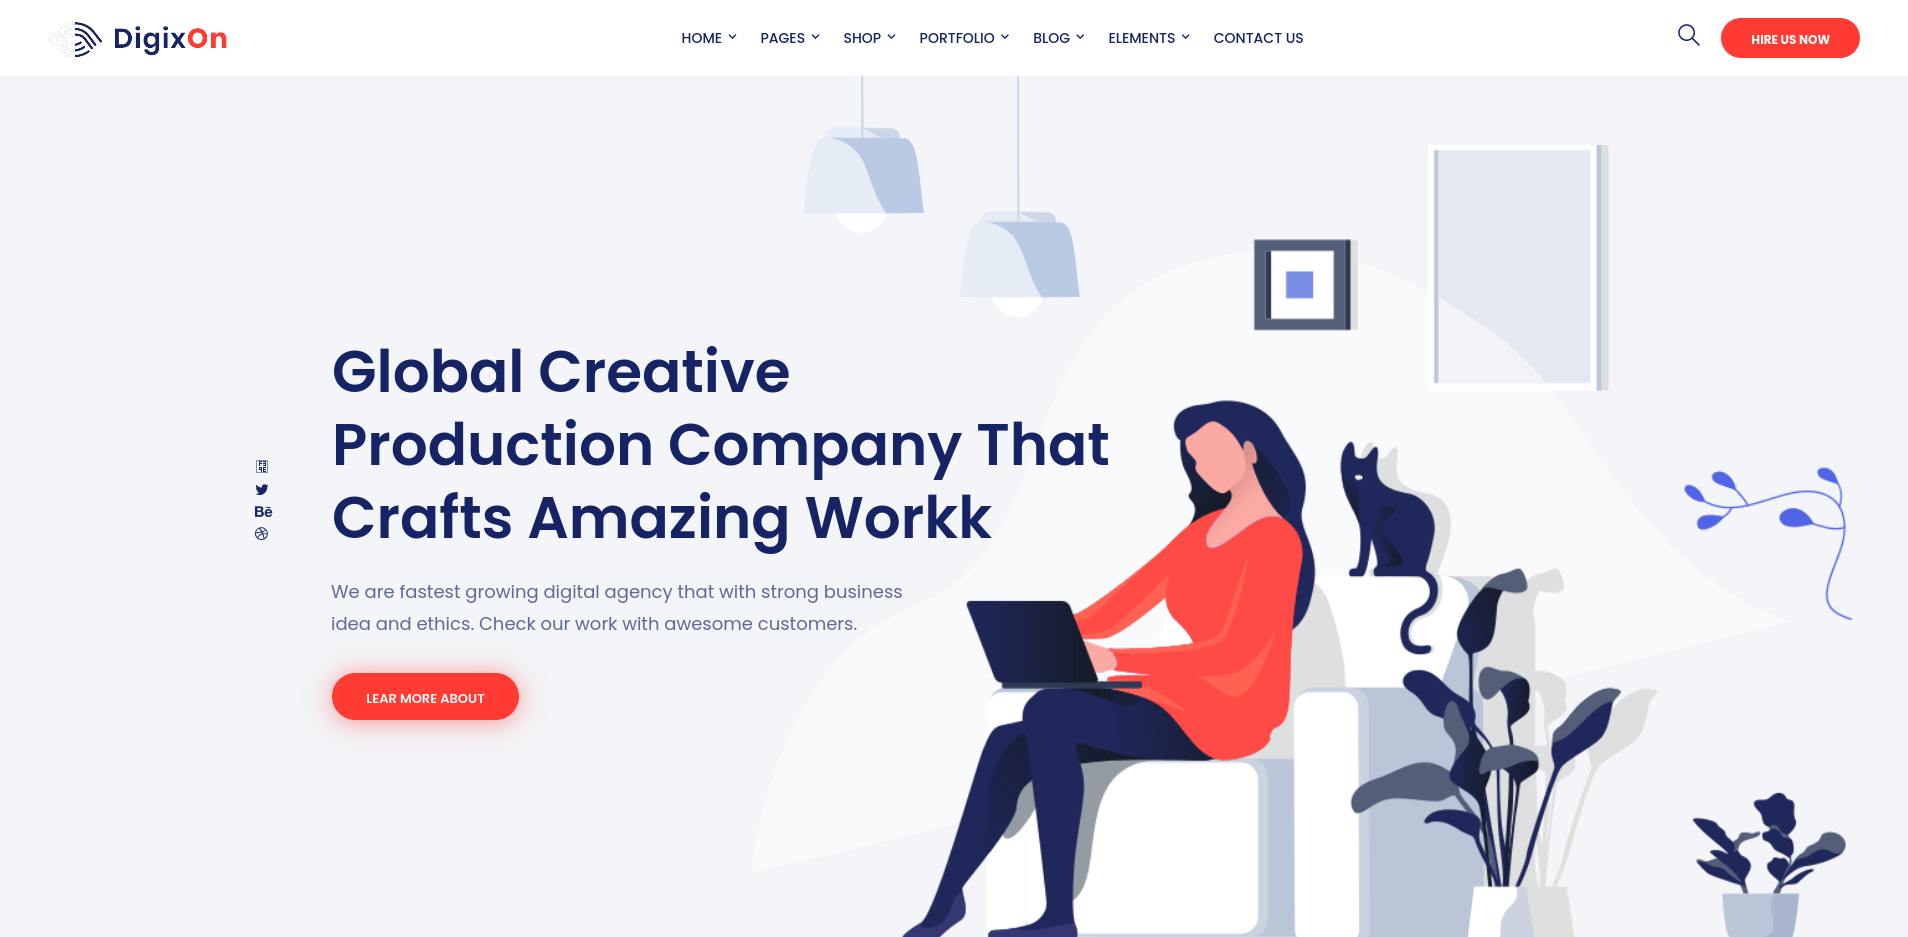 DigixOn
HOME PAGES SHOP PORTFOLIO BLOG ELEMENTS CONTACT US
HIRE US NOW
Global Creative
Production Company That
Crafts Amazing Workk
We are fastest growing digital agency that with strong business
idea and ethics. Check our work with awesome customers.
LEAR MORE ABOUT
Bē